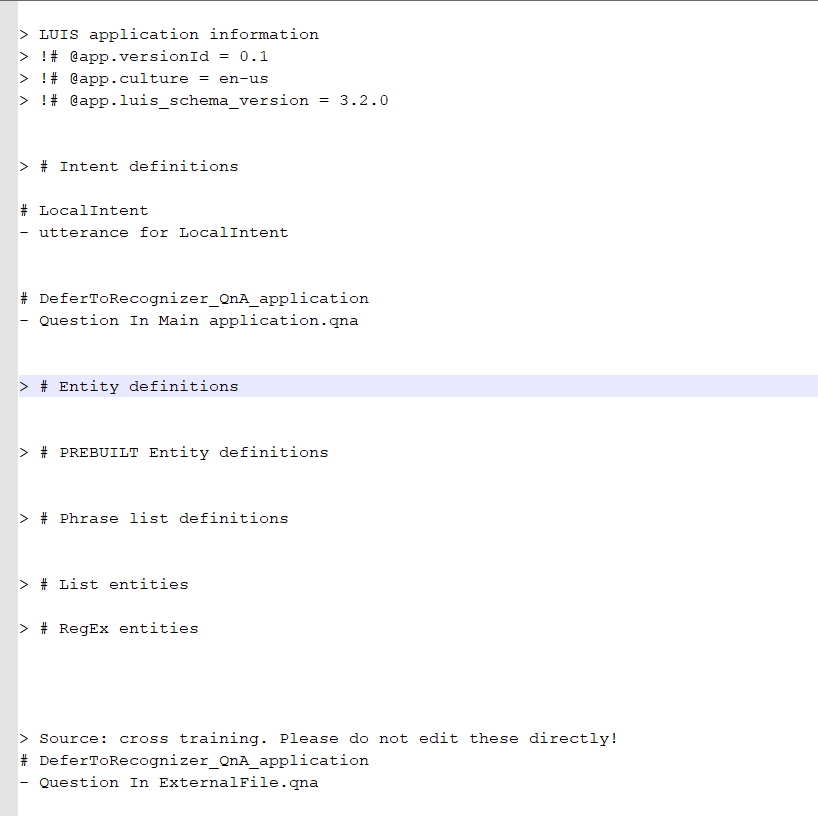 > LUIS application information
> !# @app.versionId = 0.1
> !# @app.culture = en-us
> !# @app.luis_schema_version = 3.2.0
> # Intent definitions
# LocalIntent
- utterance for LocalIntent
# DeferToRecognizer_QnA_application
- Question In Main application.qna
> # Entity definitions
> # PREBUILT Entity definitions
> # Phrase list definitions
> # List entities
> # RegEx entities
> Source: cross training. Please do not edit these directly!
# DeferToRecognizer_QnA_application
- Question In ExternalFile.qna